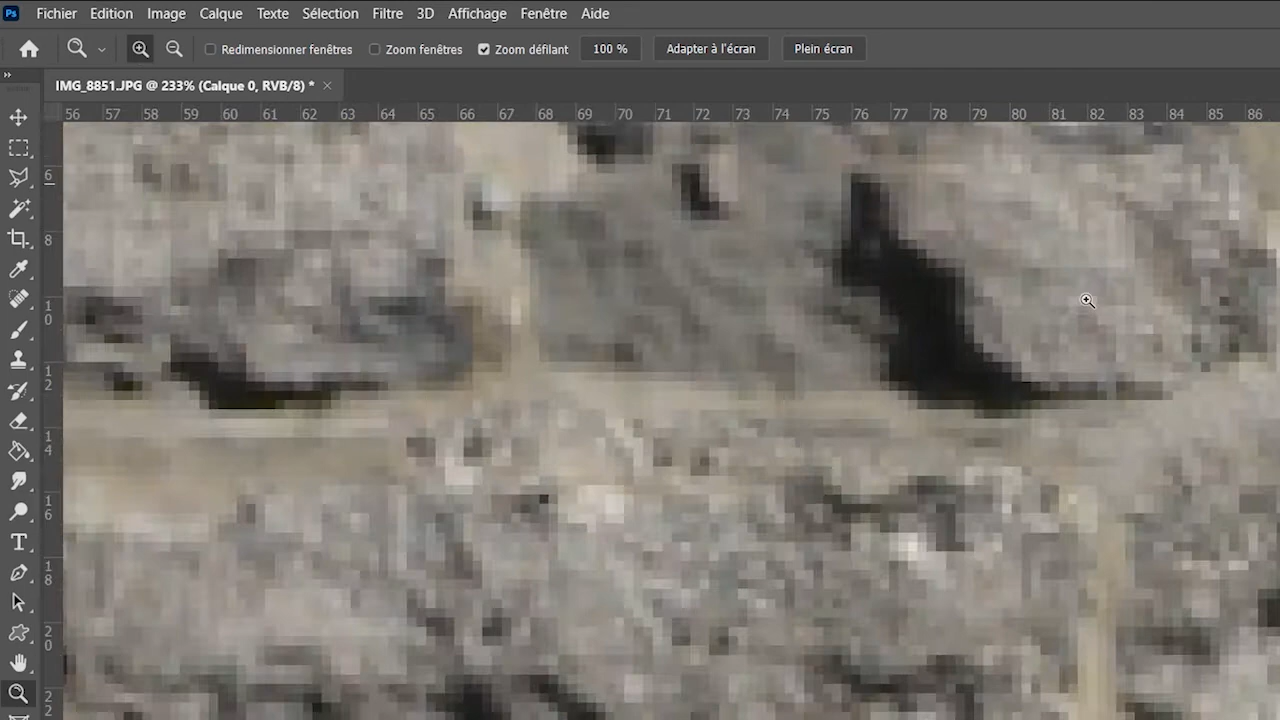 Ps Fichier Edition Image Calque Texte Sélection Filtre 3D Affichage Fenêtre Aide
Redimensionner fenêtres Zoom fenêtres Zoom défilant 100 % Adapter à l'écran Plein écran
IMG_8851.JPG @ 233% (Calque 0, RVB/8) * ×
56 57 58 59 60 61 62 63 64 65 66 67 68 69 70 71 72 73 74 75 76 77 78 79 80 81 82 83 84 85 86
6
8
10
12
14
16
18
20
22